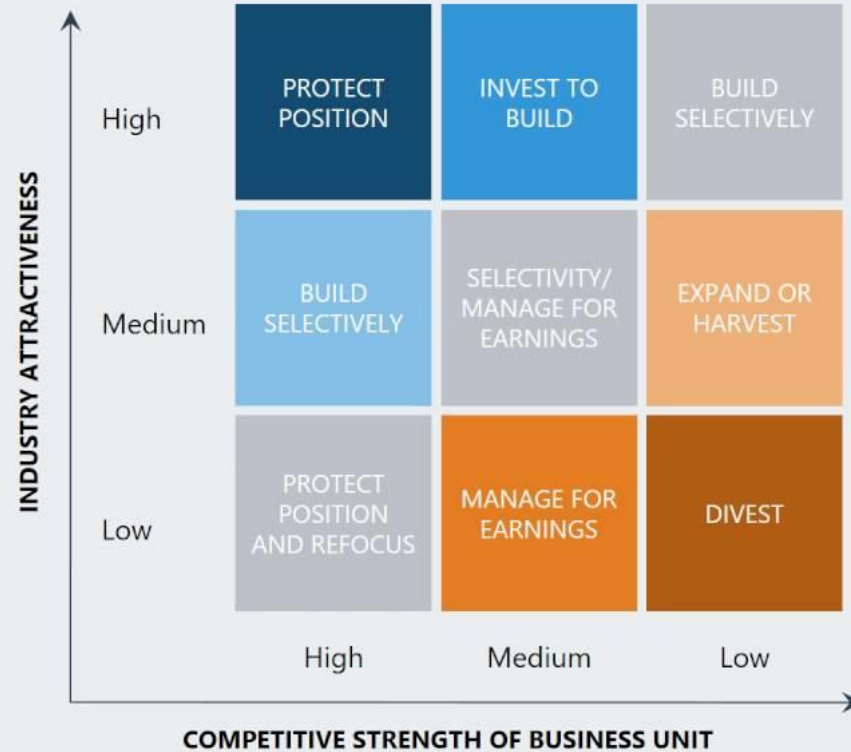 INDUSTRY ATTRACTIVENESS
High
PROTECT
POSITION
INVEST TO
BUILD
BUILD
SELECTIVELY
Medium
BUILD
SELECTIVELY
SELECTIVITY/
MANAGE FOR
EARNINGS
EXPAND OR
HARVEST
Low
PROTECT
POSITION
AND REFOCUS
MANAGE FOR
EARNINGS
DIVEST
High
Medium
Low
COMPETITIVE STRENGTH OF BUSINESS UNIT